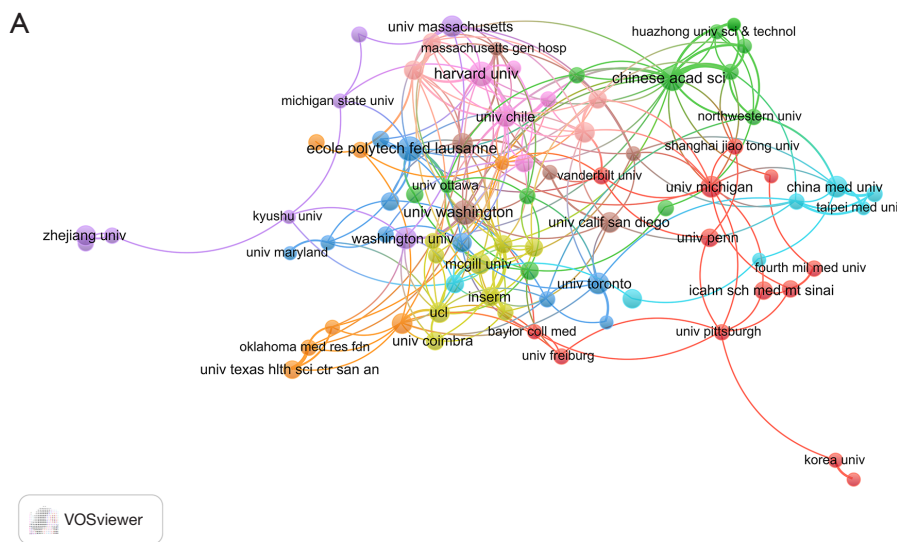 A
univ massachusetts
huazhong univ sci & technol
massachusetts gen hosp
harvard univ
chinese acad sci
michigan state univ
univ chile
northwestern univ
ecole polytech fed lausanne
shanghai jiao tong univ
vanderbilt univ
univ ottawa
univ michigan
china med univ
taipei med uni
kyushu univ
univ washington
univ calif san diego
zhejiang univ
washington univ
univ penn
univ maryland
mcgill univ
fourth mil med univ
univ toronto
icahn sch med mt sinai
inserm
ucl
baylor coll med
univ pittsburgh
univ coimbra
oklahoma med res fdn
univ freiburg
univ texas hlth sci ctr san an
korea univ
VOSviewer